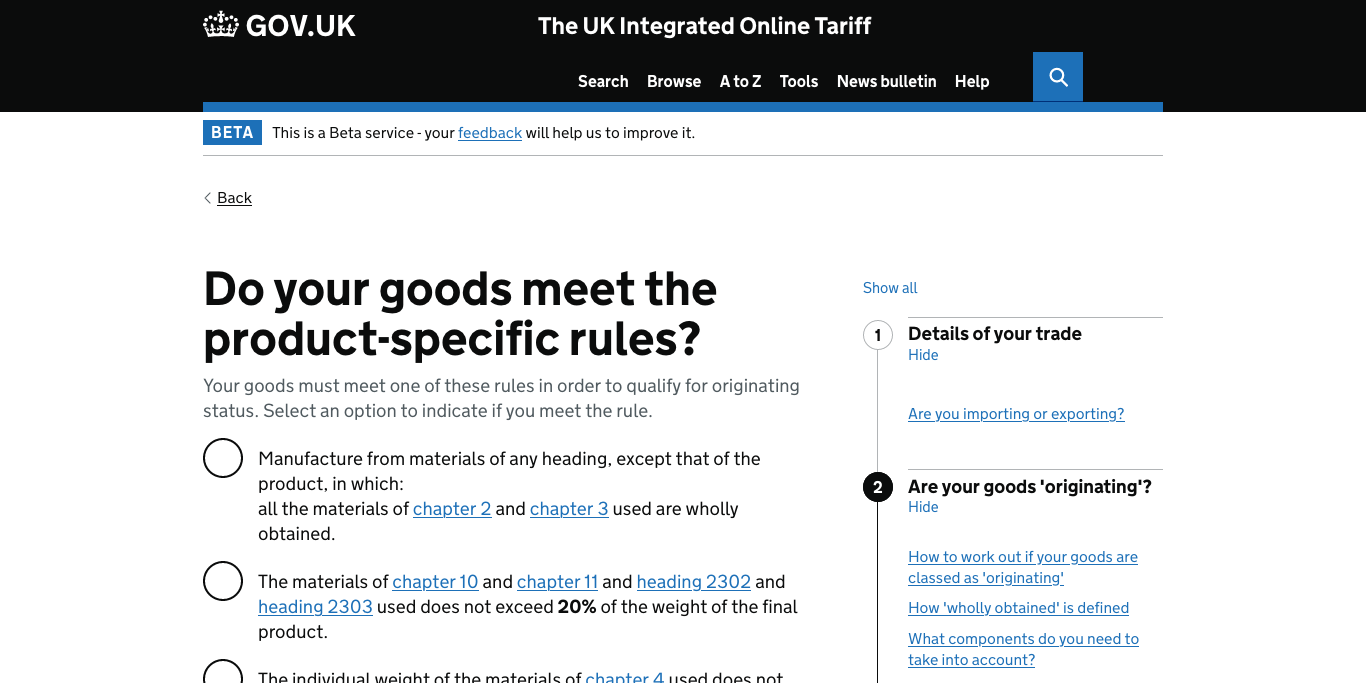 GOV.UK
The UK Integrated Online Tariff
Search Browse A to Z Tools News bulletin Help
BETA This is a Beta service - your feedback will help us to improve it.
Back
Do your goods meet the
product-specific rules?
Your goods must meet one of these rules in order to qualify for originating
status. Select an option to indicate if you meet the rule.
Manufacture from materials of any heading, except that of the
product, in which:
all the materials of chapter 2 and chapter 3 used are wholly
obtained.
The materials of chapter 10 and chapter 11 and heading 2302 and
heading 2303 used does not exceed 20% of the weight of the final
product.
The individual weight of the materials of chapter 4 used does not
Show all
1 Details of your trade
Hide
Are you importing or exporting?
2 Are your goods 'originating'?
Hide
How to work out if your goods are
classed as 'originating'
How 'wholly obtained' is defined
What components do you need to
take into account?